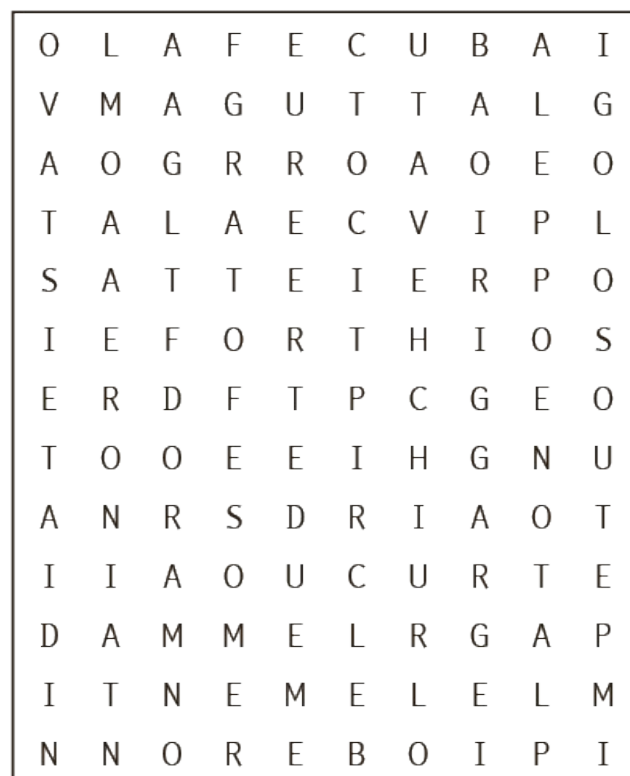 O L A F E C U B A I
V M A G U T T A L G
A O G R R O A O E O
T A L A E C V I P L
S A T T E I E R P O
I E F O R T H I O S
E R D F T P C G E O
T O O E E I H G N U
A N R S D R I A O T
I I A O U C U R T E
D A M M E L R G A P
I T N E M E L E L M
N N O R E B O I P I